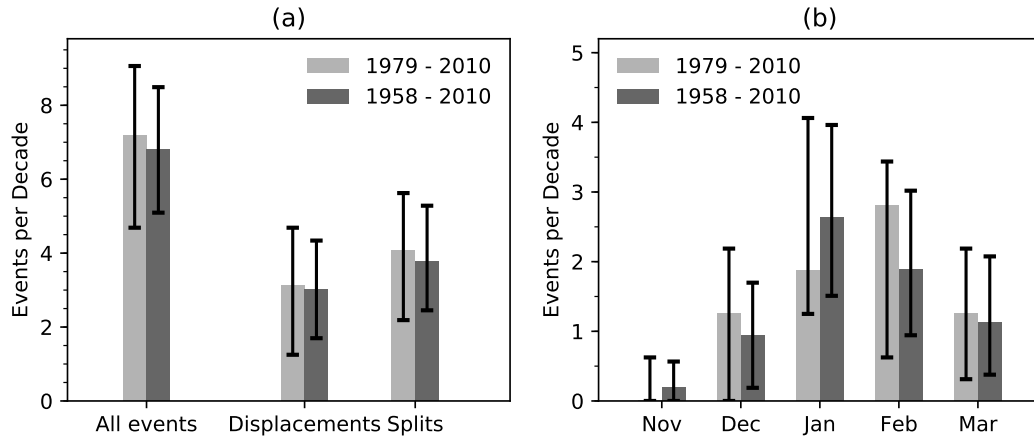 (a)
Events per Decade
8
6
4
2
0
1979 - 2010
1958 - 2010
All events Displacements Splits
(b)
Events per Decade
5
4
3
2
1
0
1979 - 2010
1958 - 2010
Nov Dec Jan Feb Mar